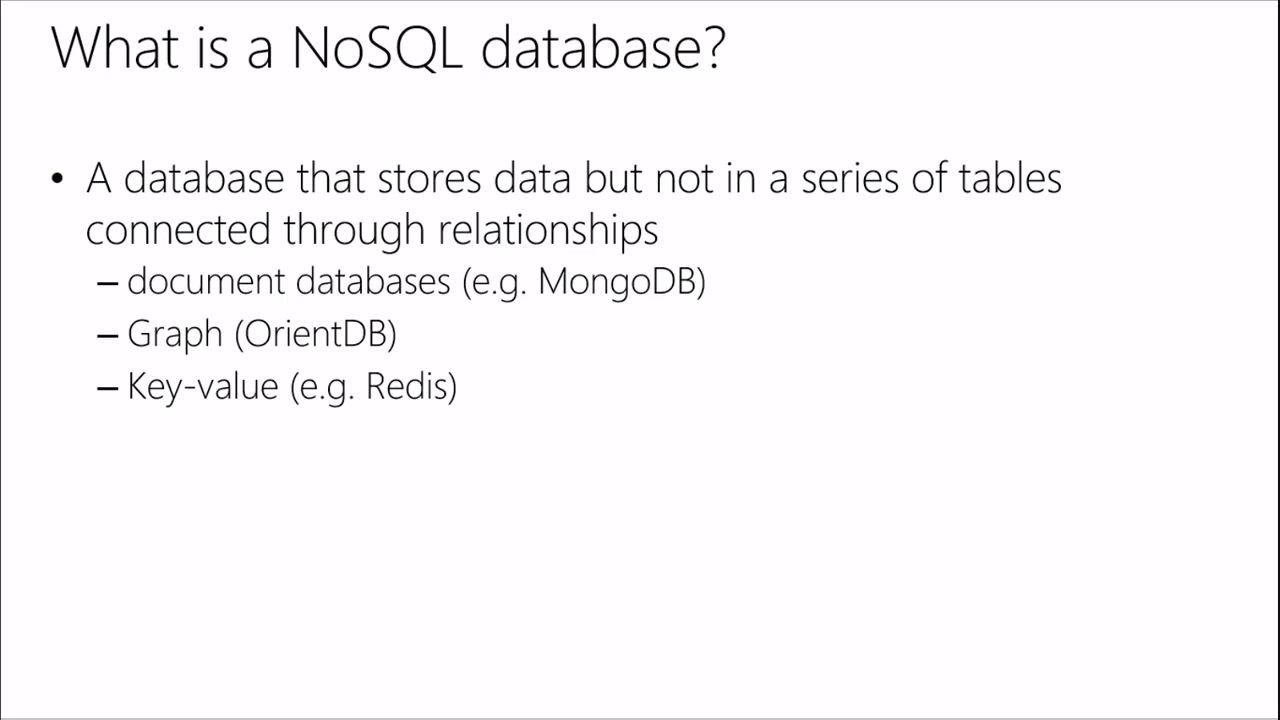 What is a NoSQL database?
• A database that stores data but not in a series of tables
connected through relationships
– document databases (e.g. MongoDB)
– Graph (OrientDB)
– Key-value (e.g. Redis)